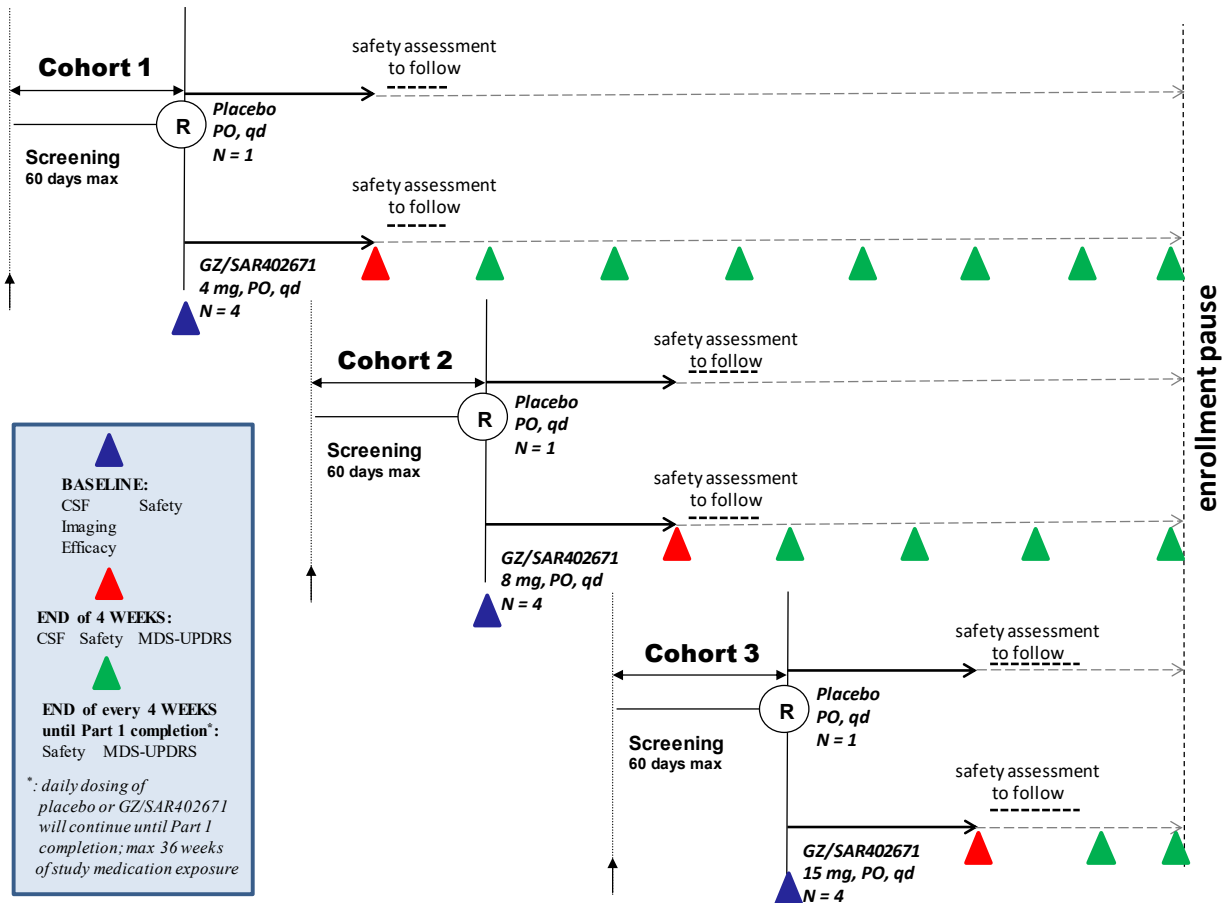 safety assessment
to follow
Cohort 1
R
Placebo
PO, qd
N = 1
Screening
60 days max
safety assessment
to follow
GZ/SAR402671
4 mg, PO, qd
N = 4
safety assessment
to follow
Cohort 2
R
Placebo
PO, qd
N = 1
Screening
60 days max
safety assessment
to follow
GZ/SAR402671
8 mg, PO, qd
N = 4
safety assessment
to follow
Cohort 3
R
Placebo
PO, qd
N = 1
Screening
60 days max
safety assessment
to follow
GZ/SAR402671
15 mg, PO, qd
N = 4
enrollment pause
BASELINE:
CSF Safety
Imaging
Efficacy
END of 4 WEEKS:
CSF Safety MDS-UPDRS
END of every 4 WEEKS
until Part 1 completion*:
Safety MDS-UPDRS
*: daily dosing of
placebo or GZ/SAR402671
will continue until Part 1
completion; max 36 weeks
of study medication exposure